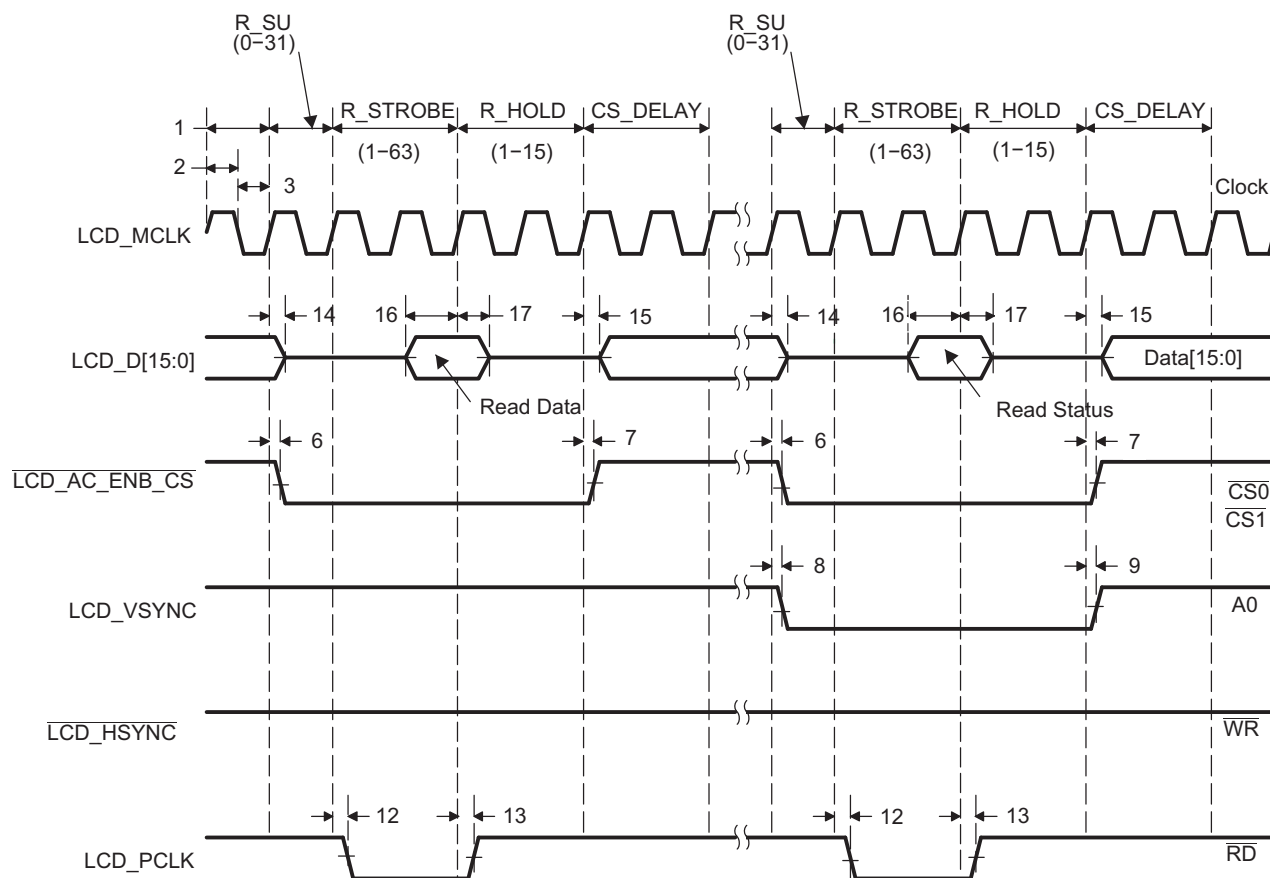 R_SU
(0−31)
R_SU
(0−31)
R_STROBE
R_HOLD
CS_DELAY
R_STROBE
R_HOLD
CS_DELAY
1
(1−63)
(1−15)
(1−63)
(1−15)
2
3
Clock
LCD_MCLK
14
16
17
15
14
16
17
15
LCD_D[15:0]
Data[15:0]
Read Data
Read Status
6
7
6
7
LCD_AC_ENB_CS
CS0
CS1
8
9
LCD_VSYNC
A0
LCD_HSYNC
WR
12
13
12
13
LCD_PCLK
RD